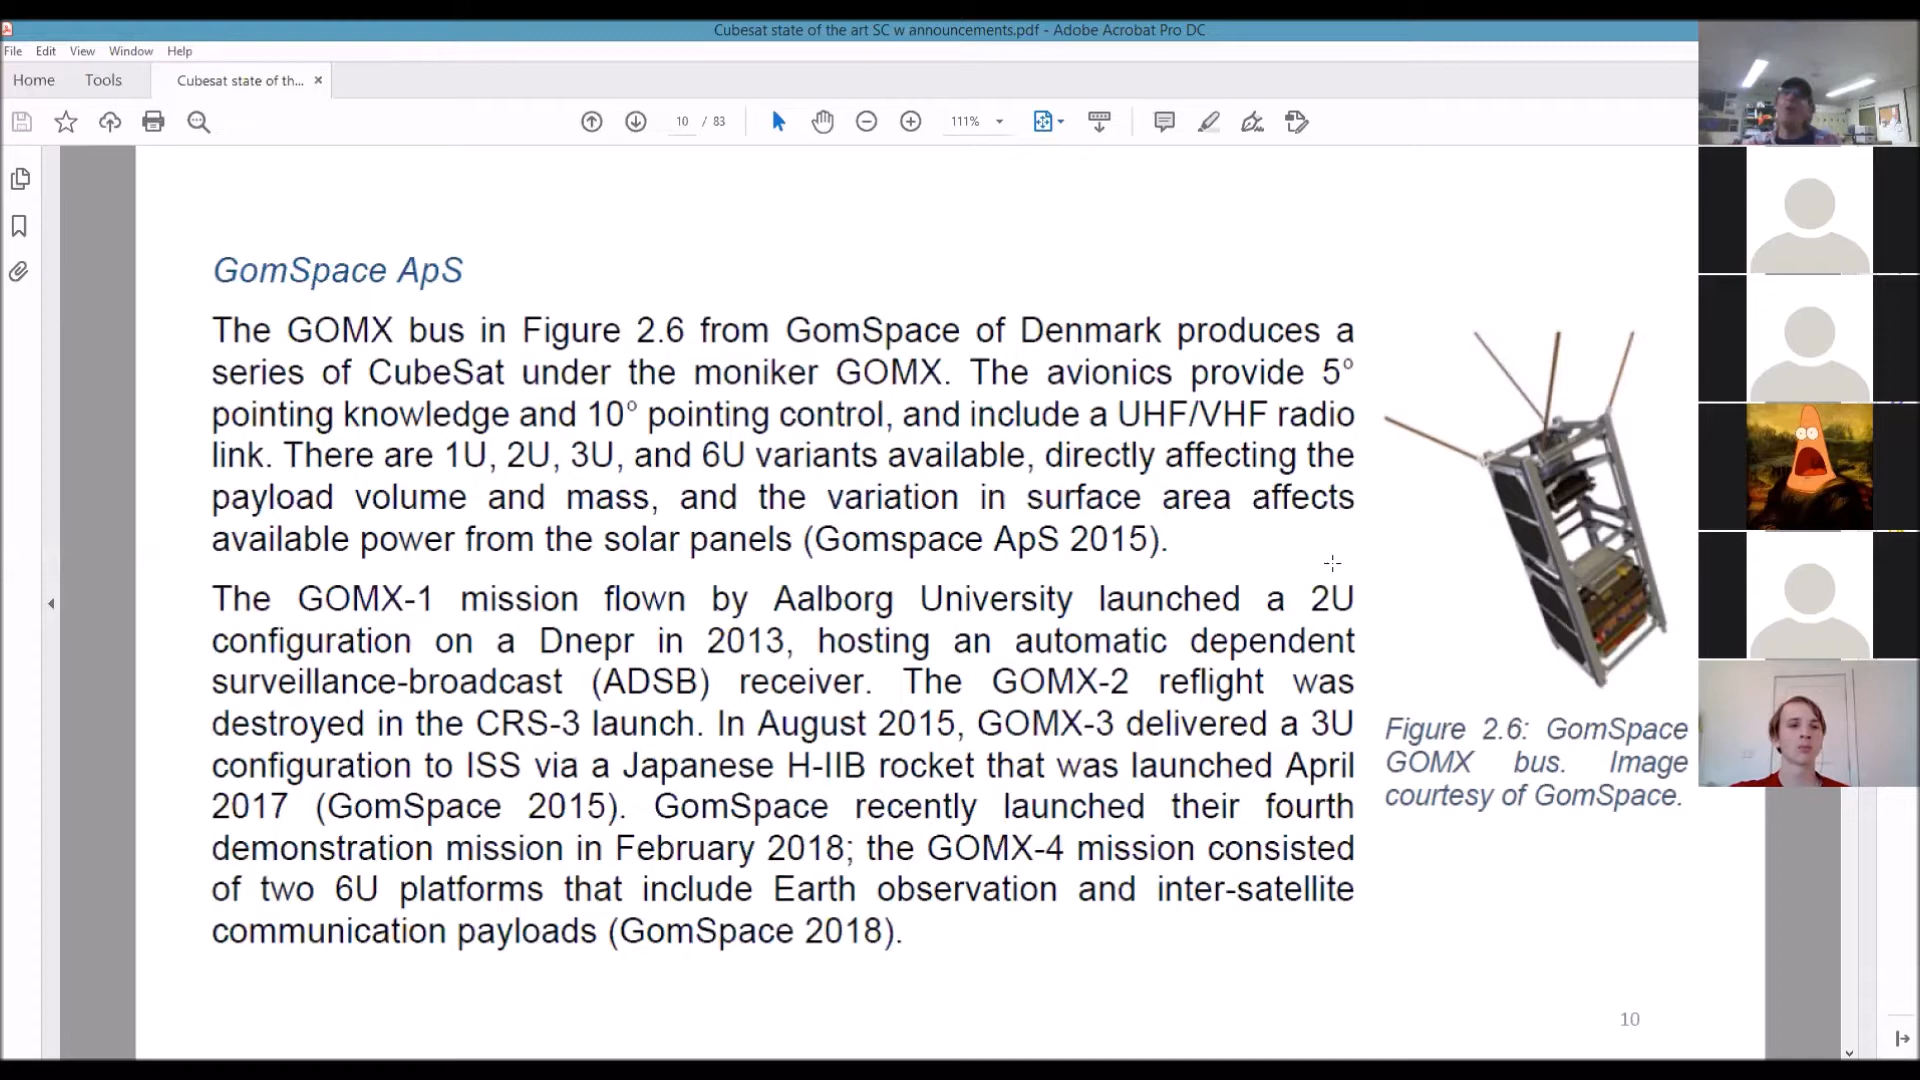 Cubesat state of the art SC w announcements.pdf - Adobe Acrobat Pro DC
File Edit View Window Help
Home Tools Cubesat state of th... ×
10 / 83 111%
GomSpace ApS
The GOMX bus in Figure 2.6 from GomSpace of Denmark produces a
series of CubeSat under the moniker GOMX. The avionics provide 5°
pointing knowledge and 10° pointing control, and include a UHF/VHF radio
link. There are 1U, 2U, 3U, and 6U variants available, directly affecting the
payload volume and mass, and the variation in surface area affects
available power from the solar panels (Gomspace ApS 2015).
The GOMX-1 mission flown by Aalborg University launched a 2U
configuration on a Dnepr in 2013, hosting an automatic dependent
surveillance-broadcast (ADSB) receiver. The GOMX-2 reflight was
destroyed in the CRS-3 launch. In August 2015, GOMX-3 delivered a 3U
configuration to ISS via a Japanese H-IIB rocket that was launched April
2017 (GomSpace 2015). GomSpace recently launched their fourth
demonstration mission in February 2018; the GOMX-4 mission consisted
of two 6U platforms that include Earth observation and inter-satellite
communication payloads (GomSpace 2018).
Figure 2.6: GomSpace
GOMX bus. Image
courtesy of GomSpace.
10